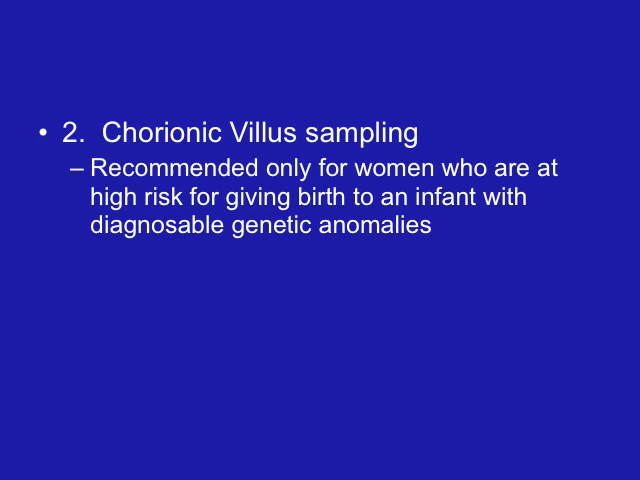 • 2.  Chorionic Villus sampling
– Recommended only for women who are at
high risk for giving birth to an infant with
diagnosable genetic anomalies